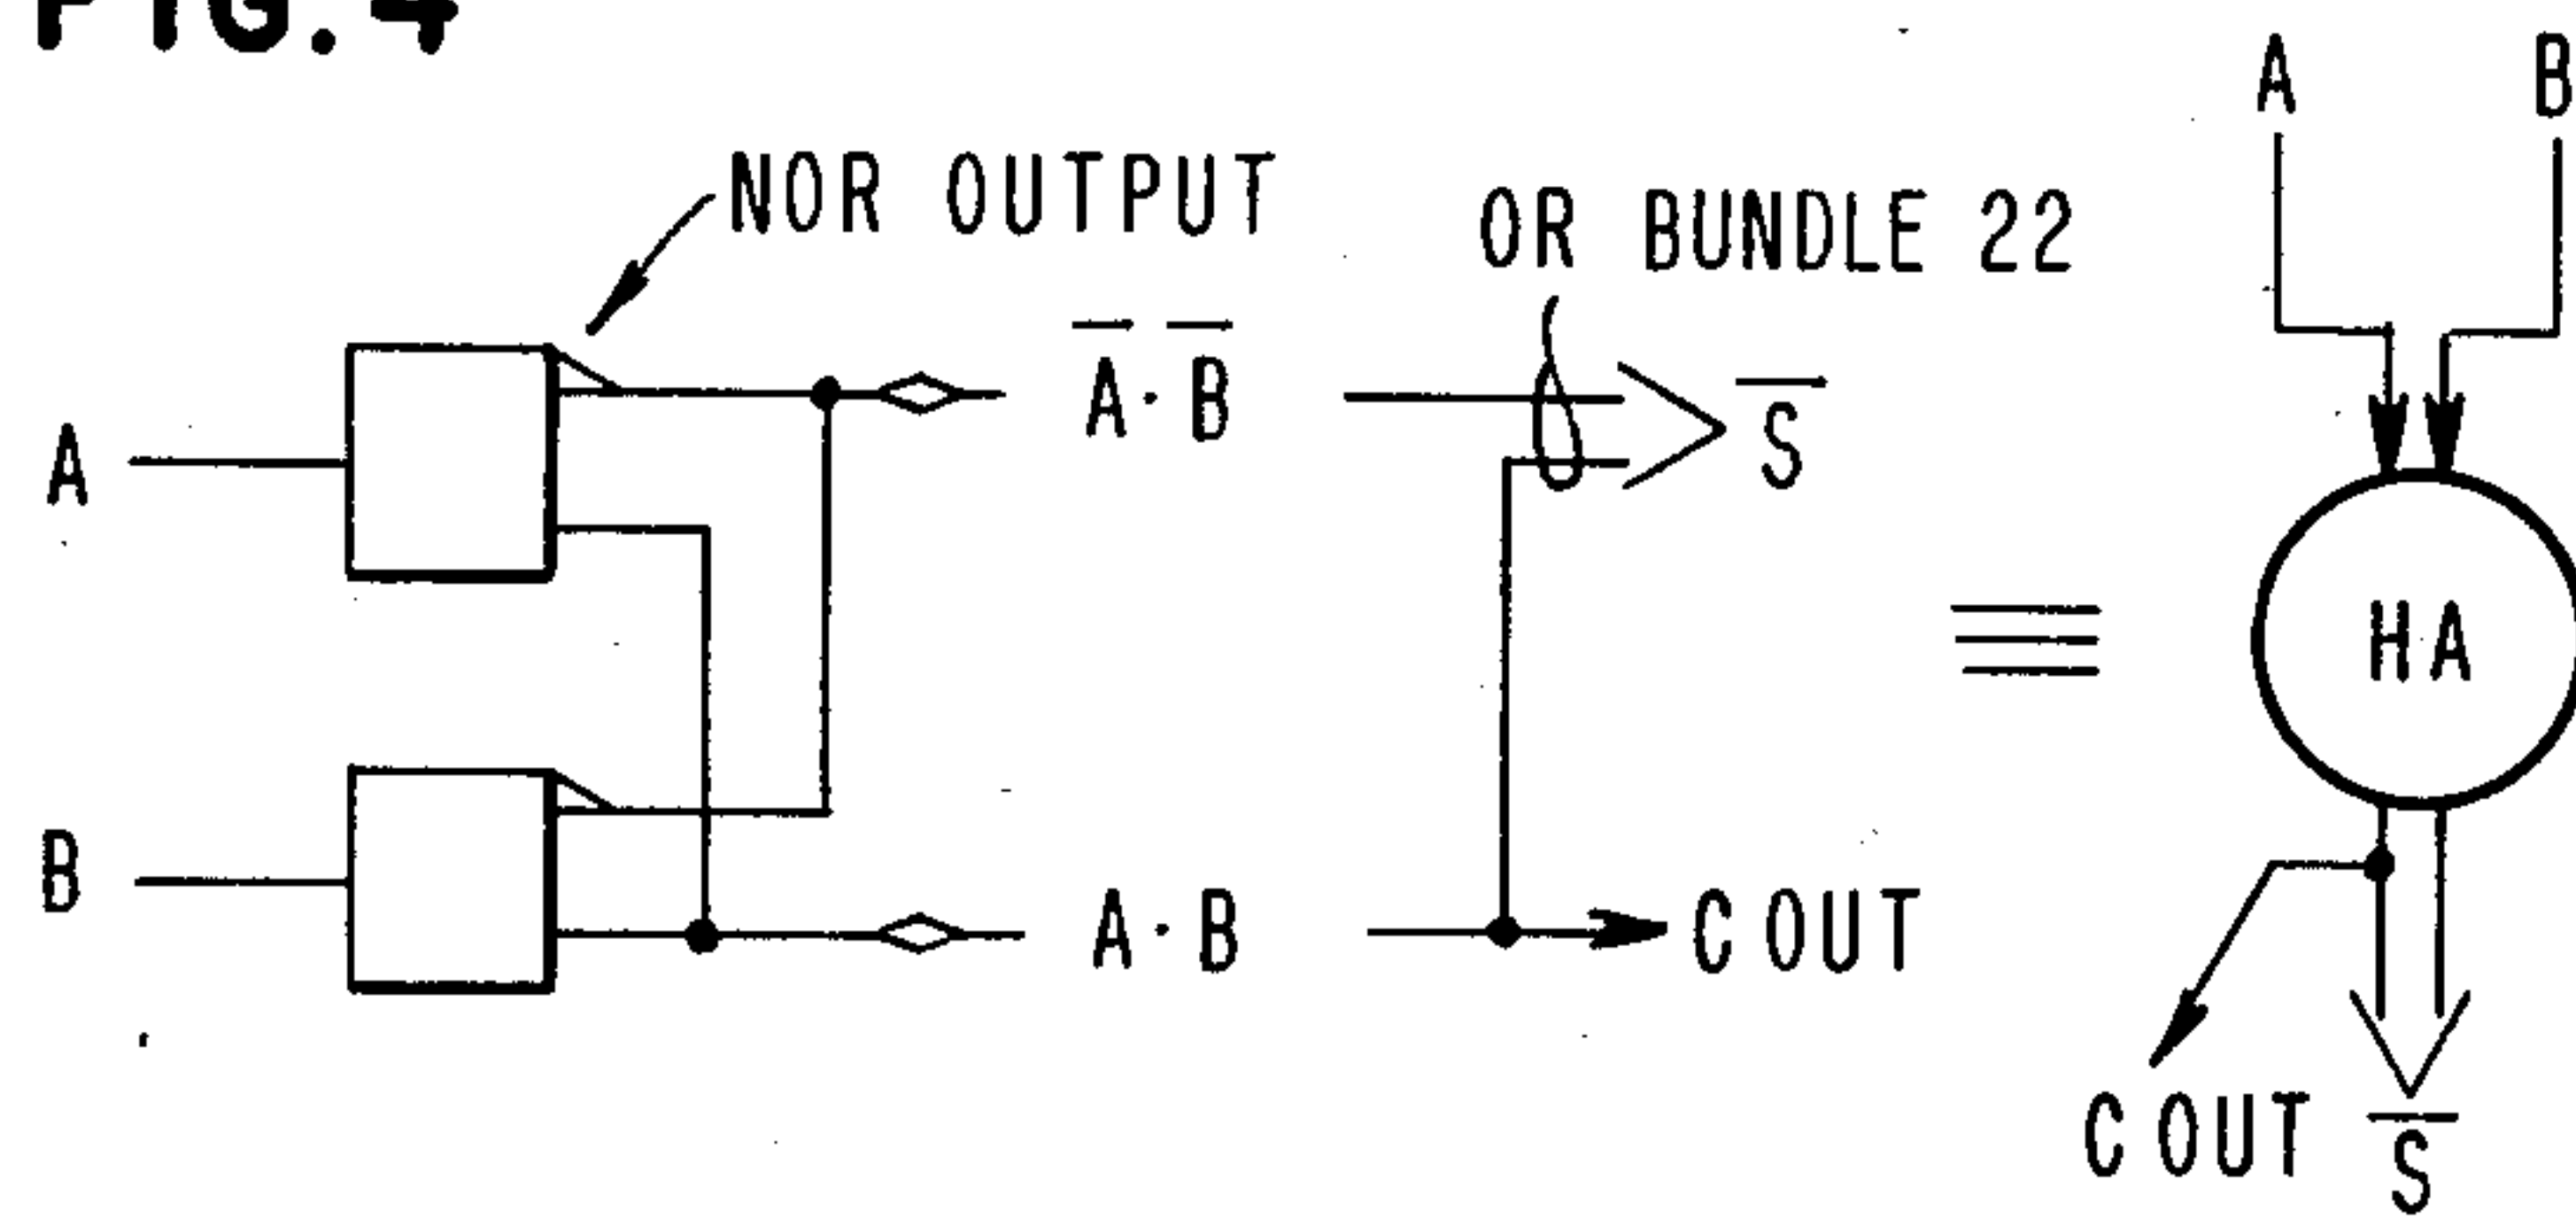 FIG. 4
NOR OUTPUT
OR BUNDLE 22
A
B
A
B
A̅·B̅
S̅
HA
A·B
C OUT
C OUT
S̅